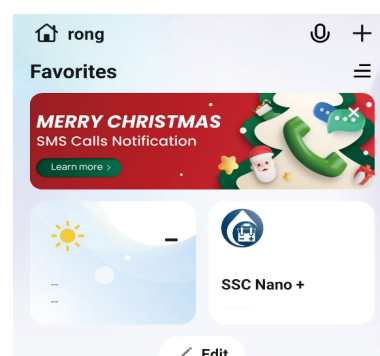 rong
Favorites
MERRY CHRISTMAS
SMS Calls Notification
Learn more >
--
--
SSC Nano +
Edit